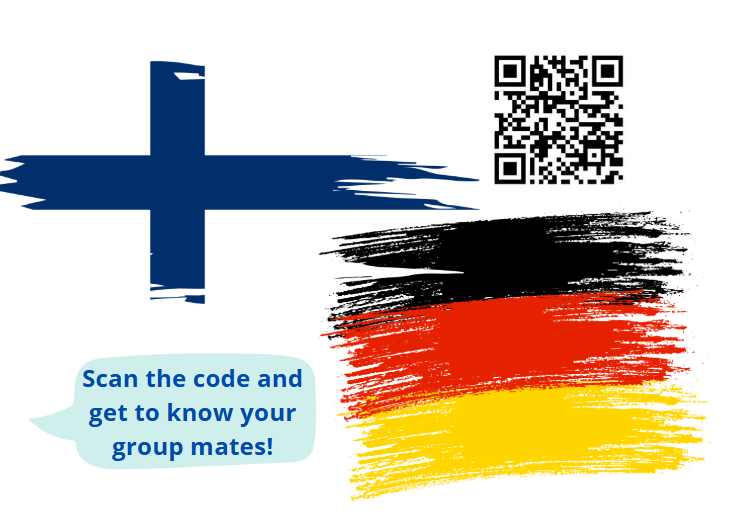 Scan the code and
get to know your
group mates!